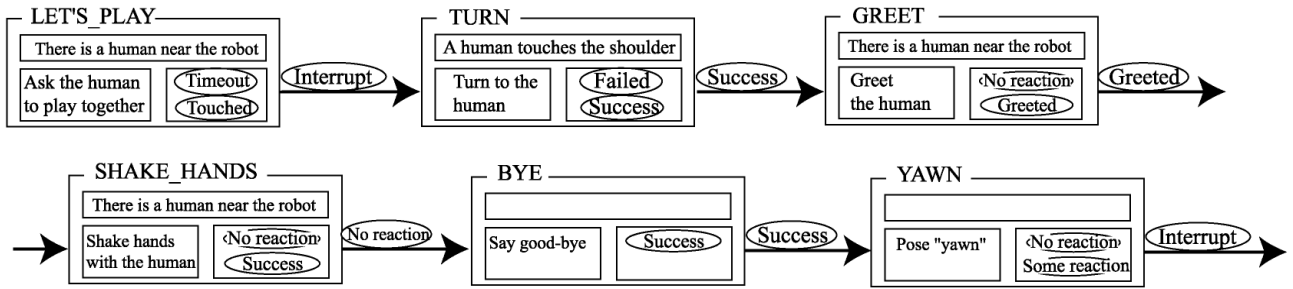 LET'S_PLAY
There is a human near the robot
Ask the human
to play together
Timeout
Touched
Interrupt
TURN
A human touches the shoulder
Turn to the
human
Failed
Success
Success
GREET
There is a human near the robot
Greet
the human
No reaction
Greeted
Greeted
SHAKE_HANDS
There is a human near the robot
Shake hands
with the human
No reaction
Success
No reaction
BYE
Say good-bye
Success
Success
YAWN
Pose "yawn"
No reaction
Some reaction
Interrupt